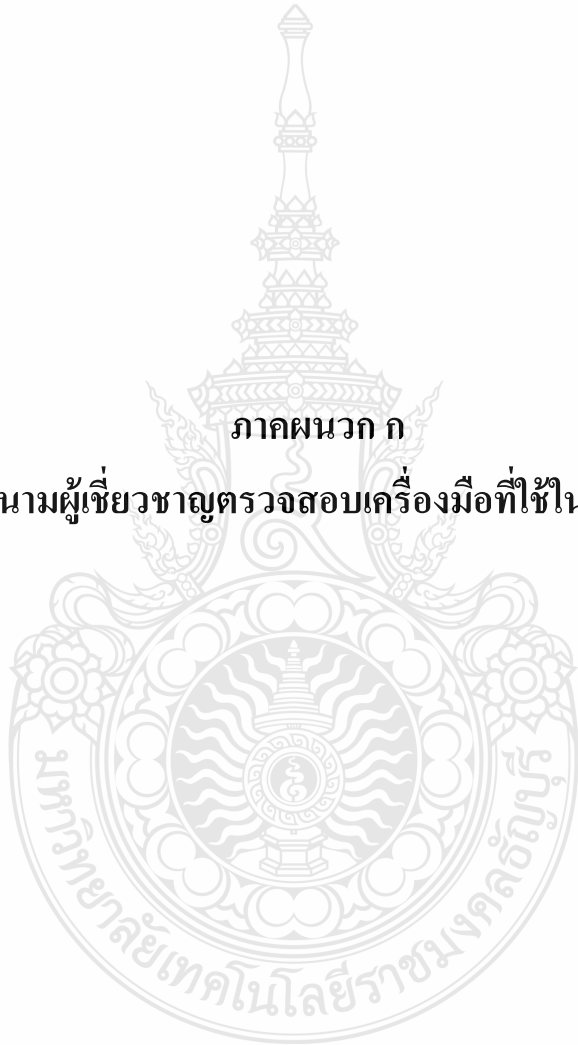 ภาคผนวก ก
นามผู้เชี่ยวชาญตรวจสอบเครื่องมือที่ใช้ใน
มหาวิทยาลัยเทคโนโลยีราชมงคลธัญบุรี